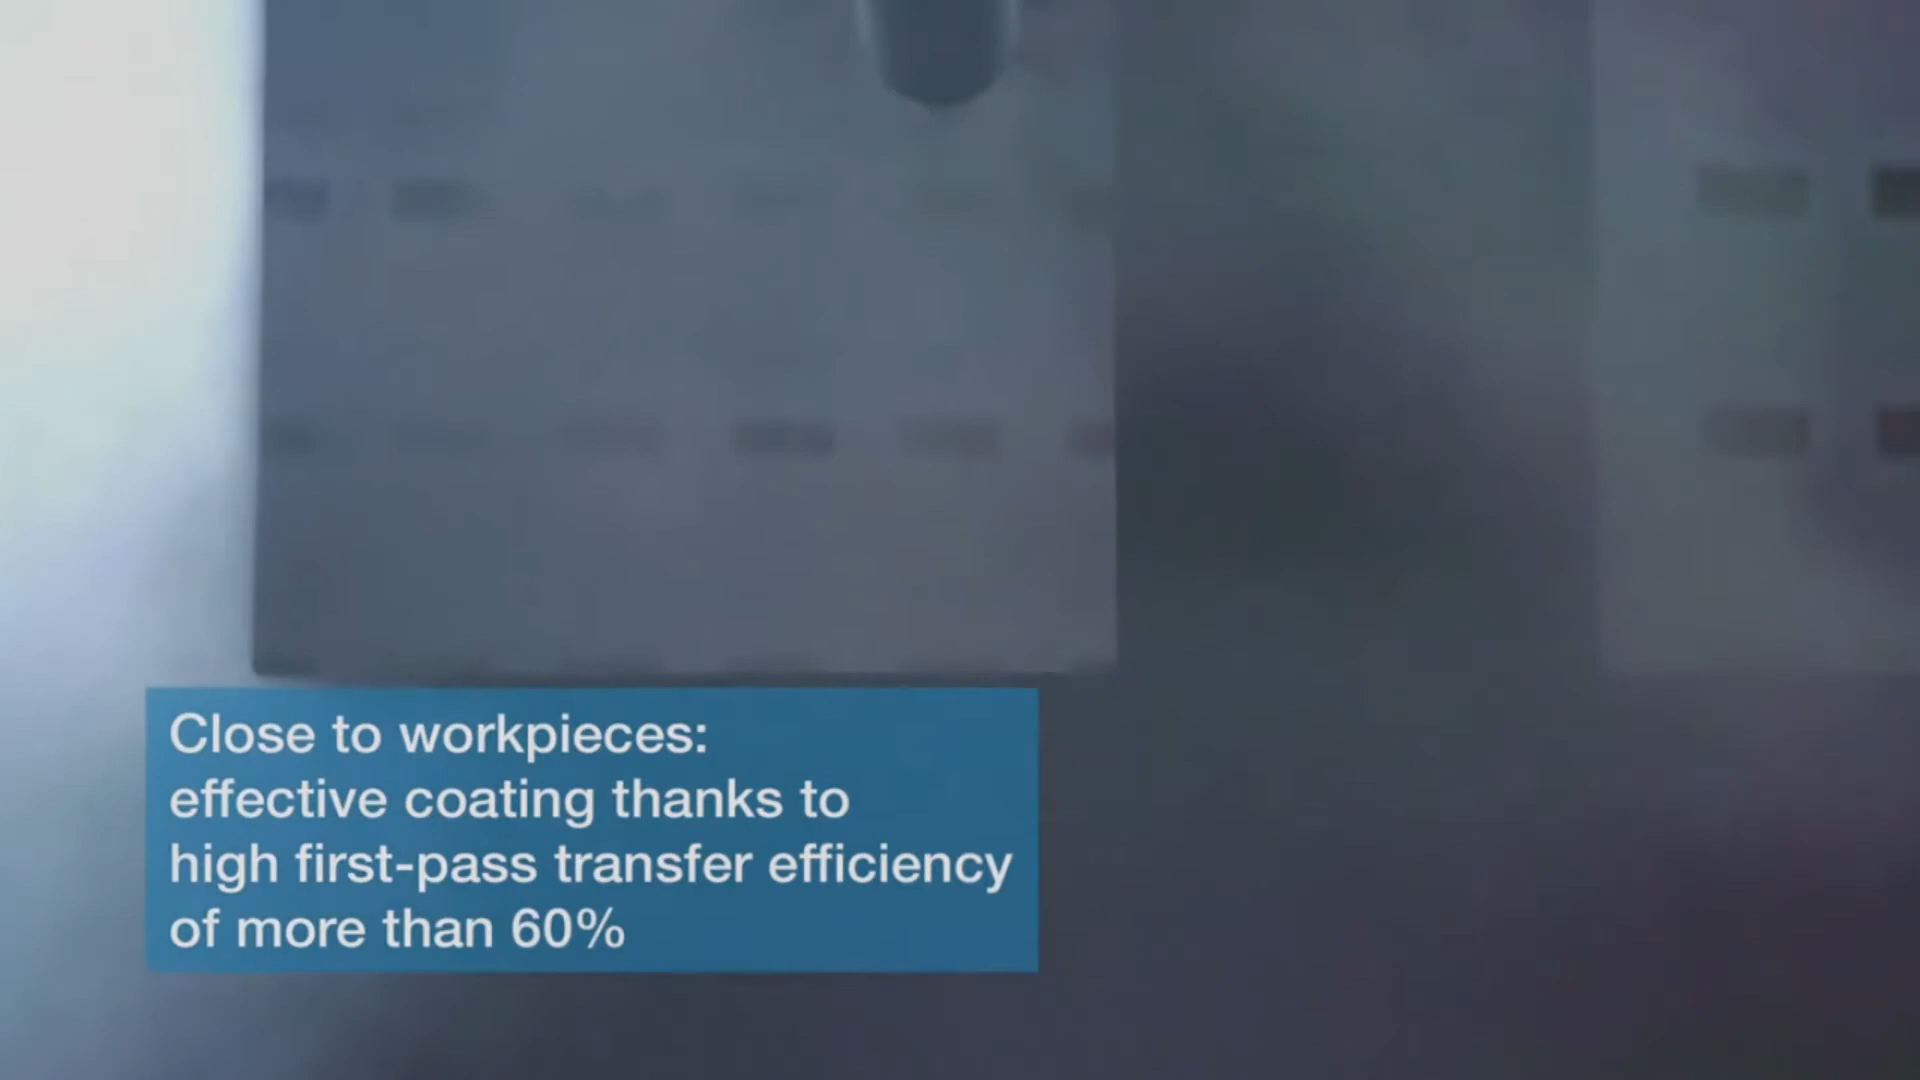 Close to workpieces:
effective coating thanks to
high first-pass transfer efficiency
of more than 60%